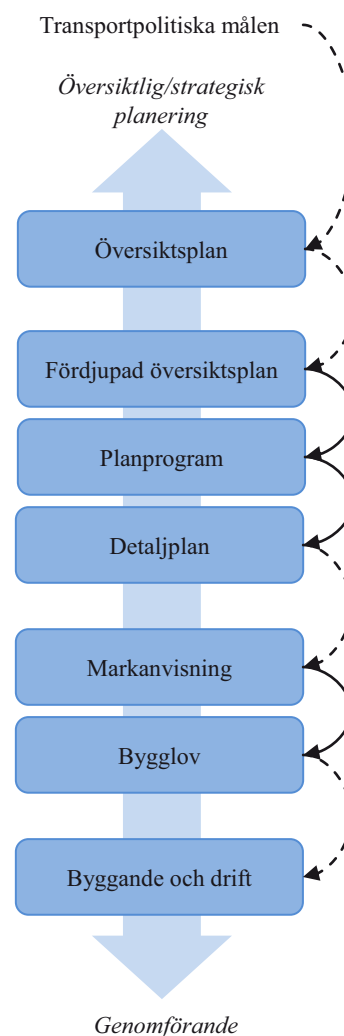 Transportpolitiska målen
Översiktlig/strategisk
planering
Översiktsplan
Fördjupad översiktsplan
Planprogram
Detaljplan
Markanvisning
Bygglov
Byggande och drift
Genomförande